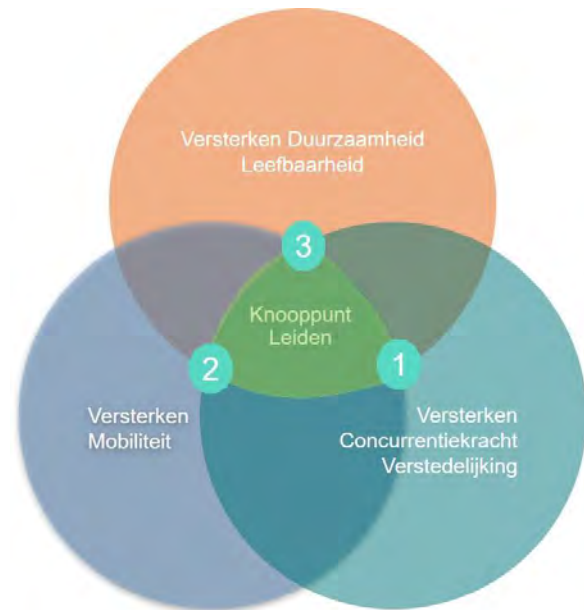 Versterken Duurzaamheid
Leefbaarheid
3
Knooppunt
Leiden
2
1
Versterken
Mobiliteit
Versterken
Concurrentiekracht
Verstedelijking